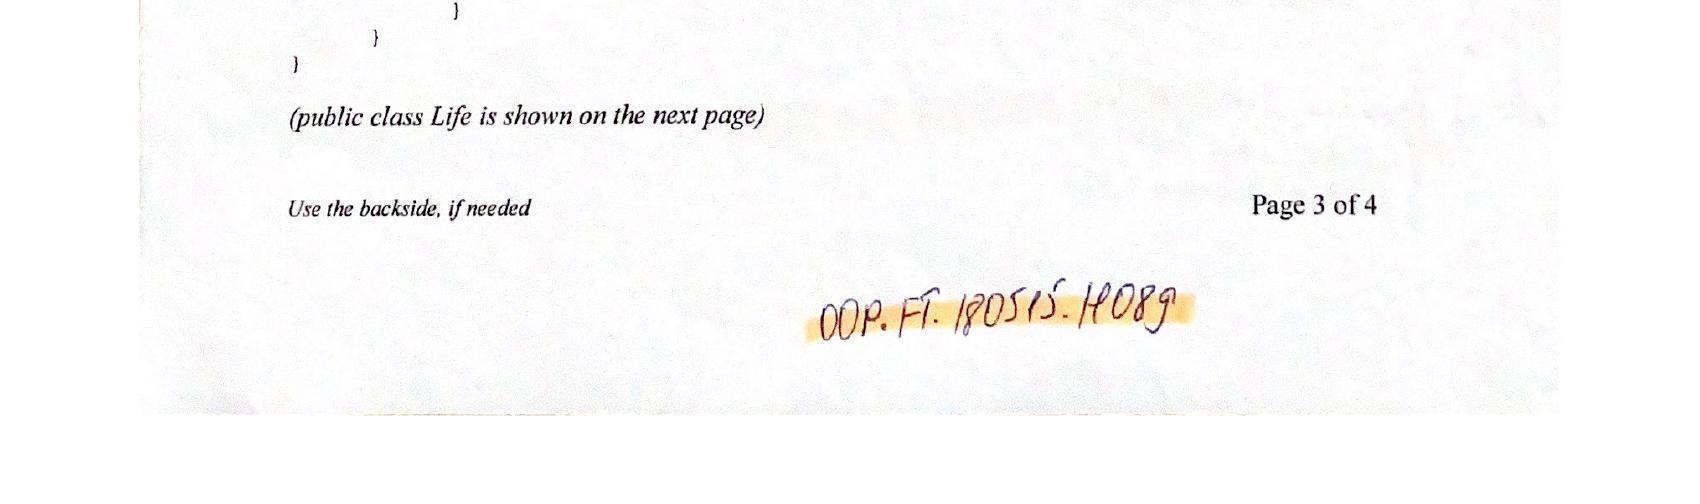 }
}
}
(public class Life is shown on the next page)
Use the backside, if needed
Page 3 of 4
OOP.FT.180515.H089